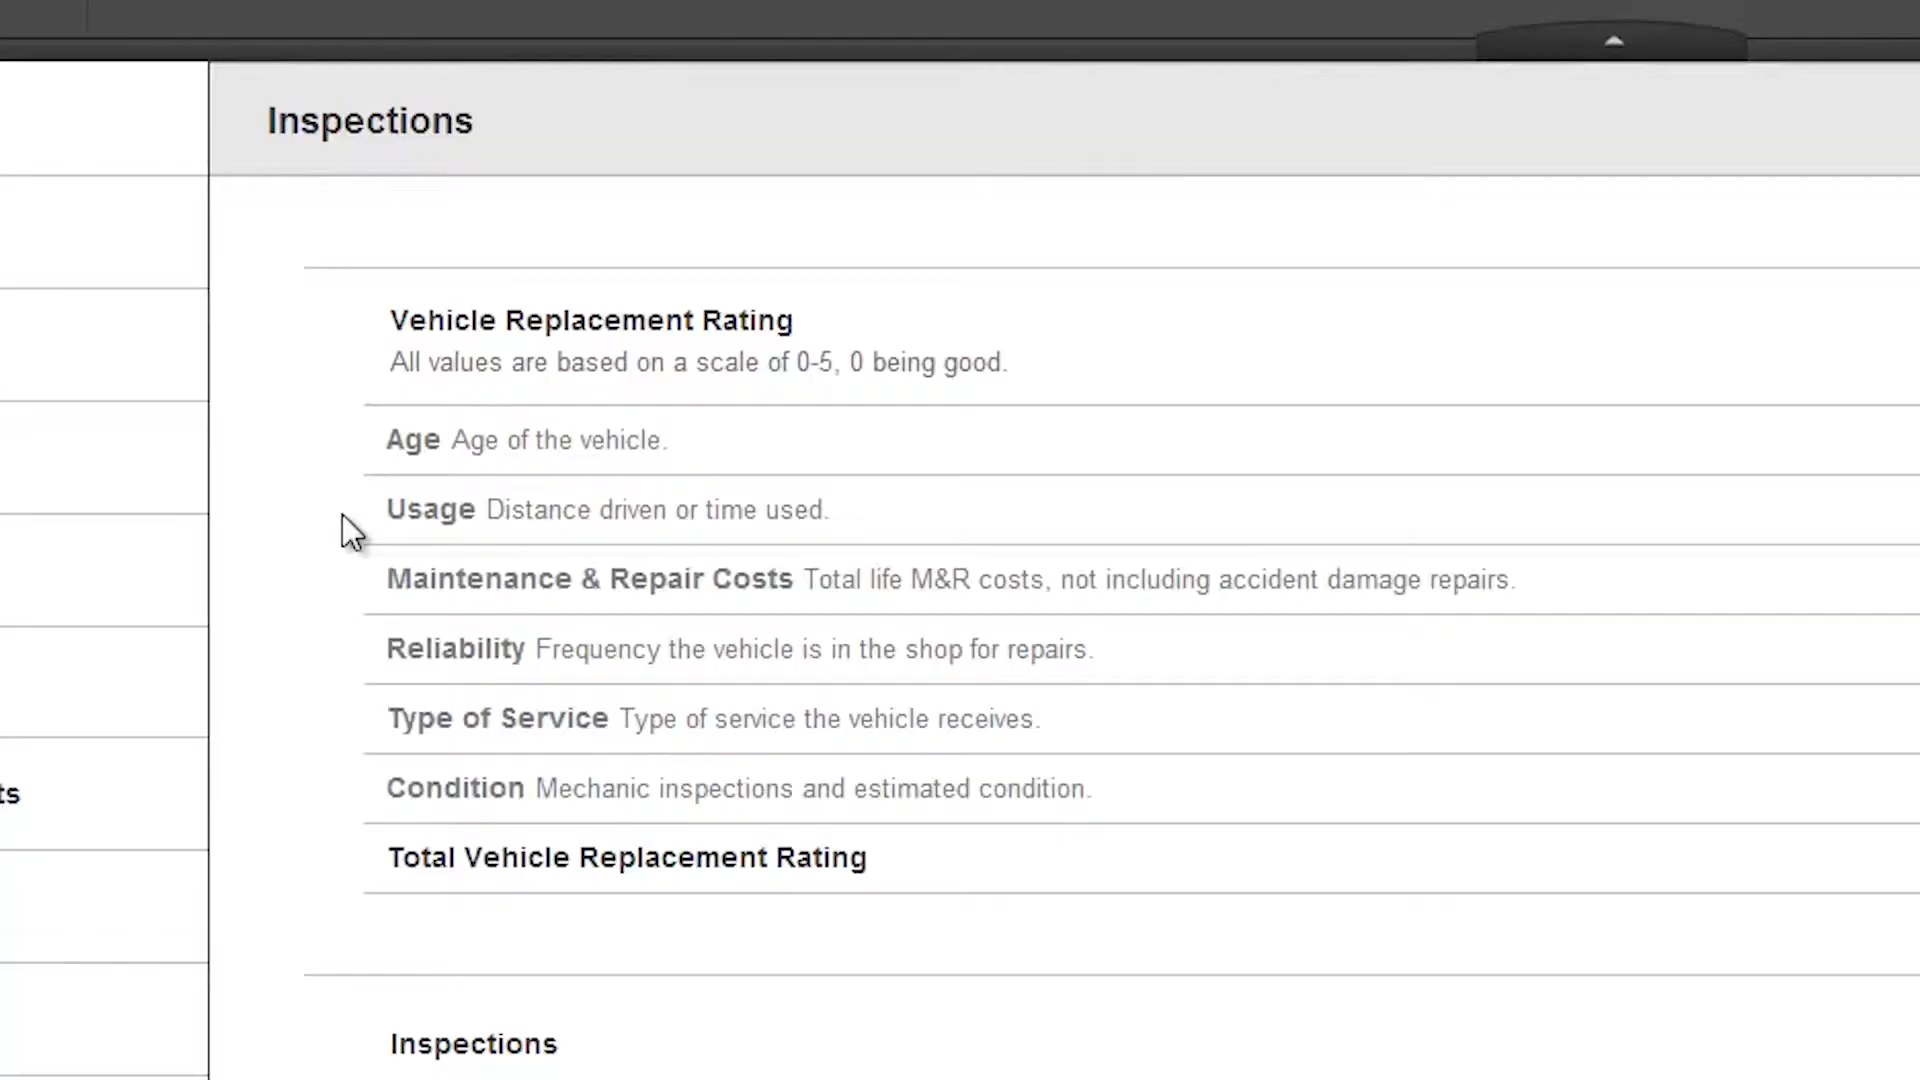 Inspections
Vehicle Replacement Rating
All values are based on a scale of 0-5, 0 being good.
Age Age of the vehicle.
Usage Distance driven or time used.
Maintenance & Repair Costs Total life M&R costs, not including accident damage repairs.
Reliability Frequency the vehicle is in the shop for repairs.
Type of Service Type of service the vehicle receives.
Condition Mechanic inspections and estimated condition.
ts
Total Vehicle Replacement Rating
Inspections